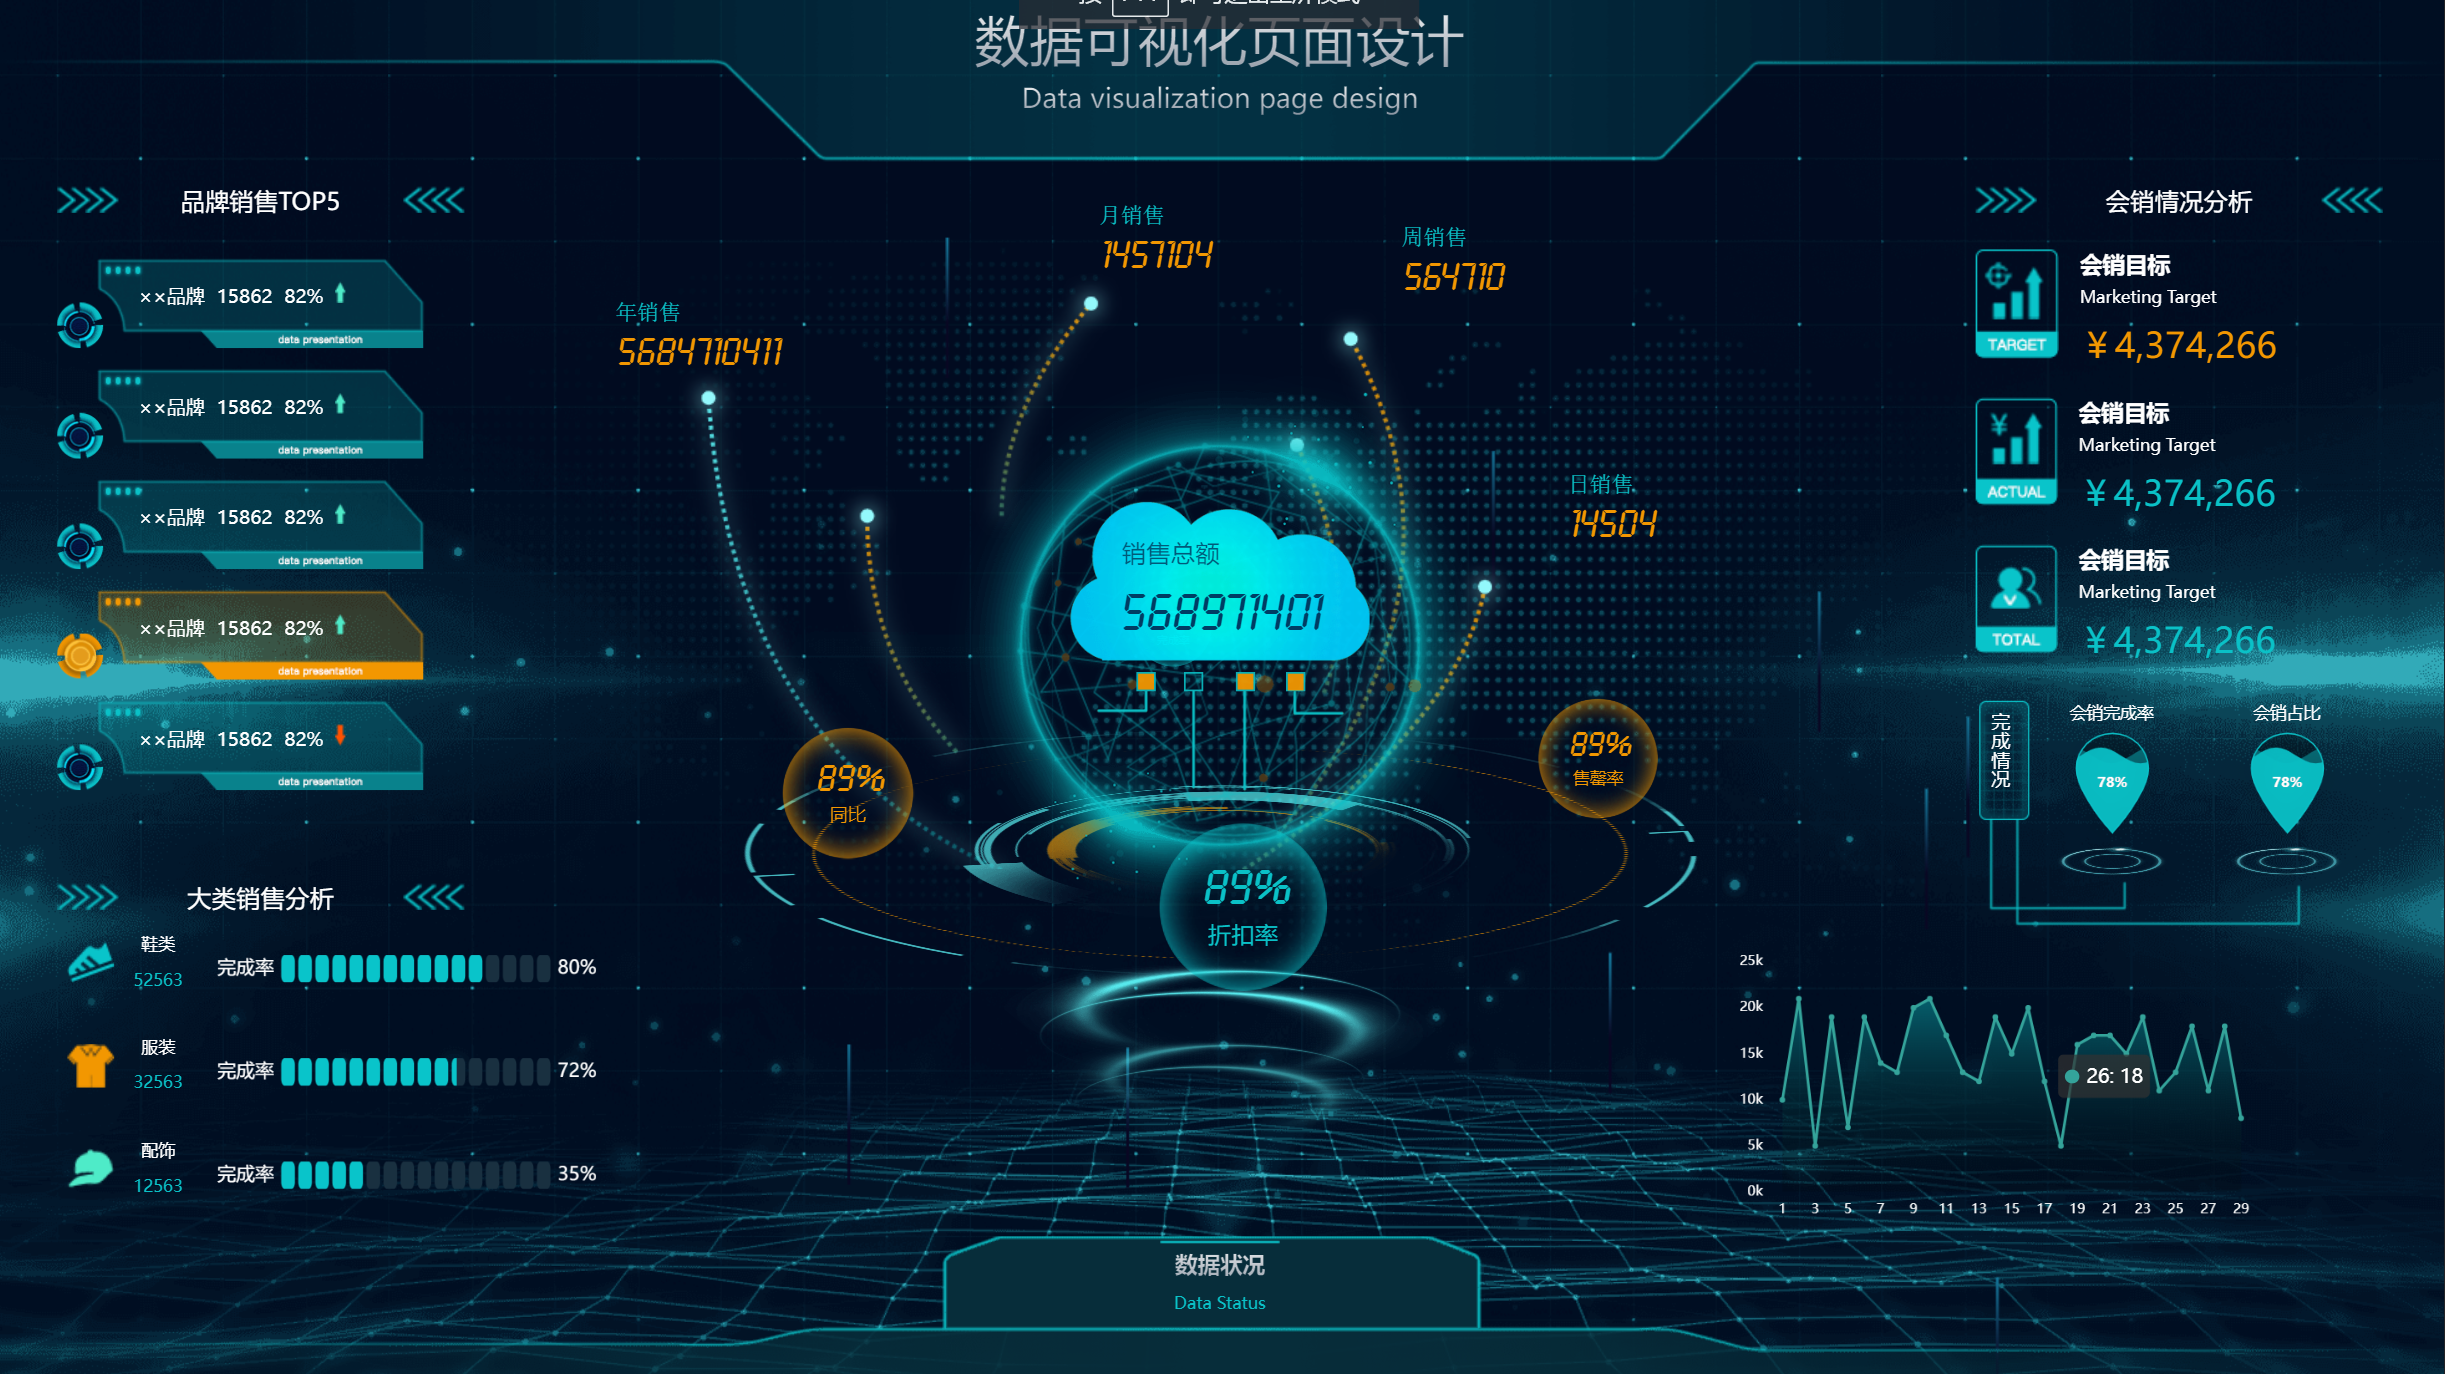 数据可视化页面设计
Data visualization page design
品牌销售TOP5
××品牌 15862 82%
data presentation
××品牌 15862 82%
data presentation
××品牌 15862 82%
data presentation
××品牌 15862 82%
data presentation
××品牌 15862 82%
data presentation
大类销售分析
鞋类
52563
完成率 80%
服装
32563
完成率 72%
配饰
12563
完成率 35%
年销售
5684710411
月销售
1457104
周销售
564710
日销售
14504
销售总额
568971401
89%
同比
89%
售罄率
89%
折扣率
会销情况分析
TARGET
会销目标
Marketing Target
￥4,374,266
ACTUAL
会销目标
Marketing Target
￥4,374,266
TOTAL
会销目标
Marketing Target
￥4,374,266
完成情况
会销完成率
78%
会销占比
78%
25k
20k
15k
10k
5k
0k
26: 18
1 3 5 7 9 11 13 15 17 19 21 23 25 27 29
数据状况
Data Status